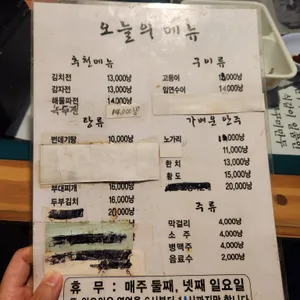 오늘의 메뉴
추천메뉴
김치전 13,000냥
감자전 13,000냥
해물파전 14,000냥
녹두전 14,000냥
탕류
번데기탕 10,000냥
부대찌개 16,000냥
두부김치 16,000냥
20,000냥
구이류
고등어
임연수어 14,000냥
가벼운 안주
노가리
11,000냥
한치 13,000냥
황도 15,000냥
20,000냥
주류
막걸리 4,000냥
소주 4,000냥
병맥주 4,000냥
음료수 2,000냥
휴무 : 매주 둘째, 넷째 일요일